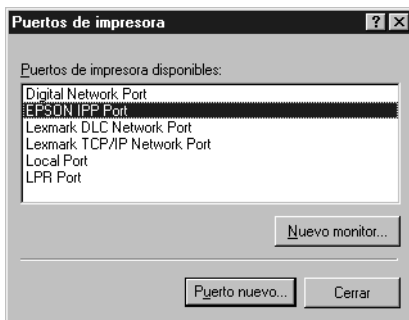 Puertos de impresora
Puertos de impresora disponibles:
Digital Network Port
EPSON IPP Port
Lexmark DLC Network Port
Lexmark TCP/IP Network Port
Local Port
LPR Port
Nuevo monitor...
Puerto nuevo... Cerrar